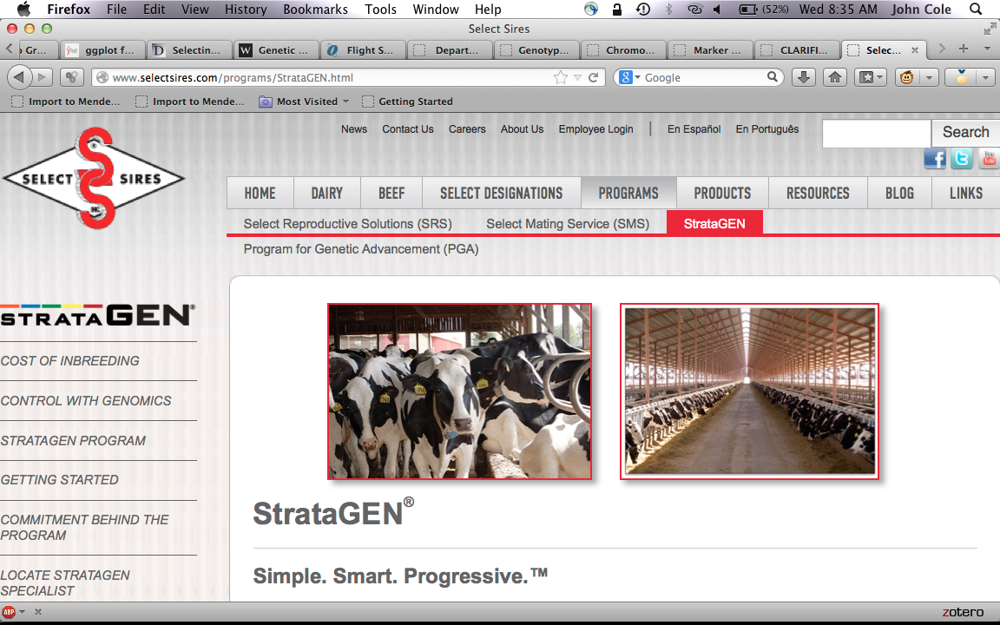 Firefox File Edit View History Bookmarks Tools Window Help (52%) Wed 8:35 AM John Cole
Select Sires
Gr... ggplot f... Selectin... Genetic ... Flight S... Depart... Genotyp... Chromo... Marker ... CLARIFI... Selec...
www.selectsires.com/programs/StrataGEN.html Google
Import to Mende... Import to Mende... Most Visited Getting Started
News Contact Us Careers About Us Employee Login | En Español En Português Search
SELECT SIRES INC.
HOME DAIRY BEEF SELECT DESIGNATIONS PROGRAMS PRODUCTS RESOURCES BLOG LINKS
Select Reproductive Solutions (SRS) Select Mating Service (SMS) StrataGEN
Program for Genetic Advancement (PGA)
STRATAGEN®
COST OF INBREEDING
CONTROL WITH GENOMICS
STRATAGEN PROGRAM
GETTING STARTED
COMMITMENT BEHIND THE
PROGRAM
LOCATE STRATAGEN
SPECIALIST
StrataGEN®
Simple. Smart. Progressive.™
ABP zotero